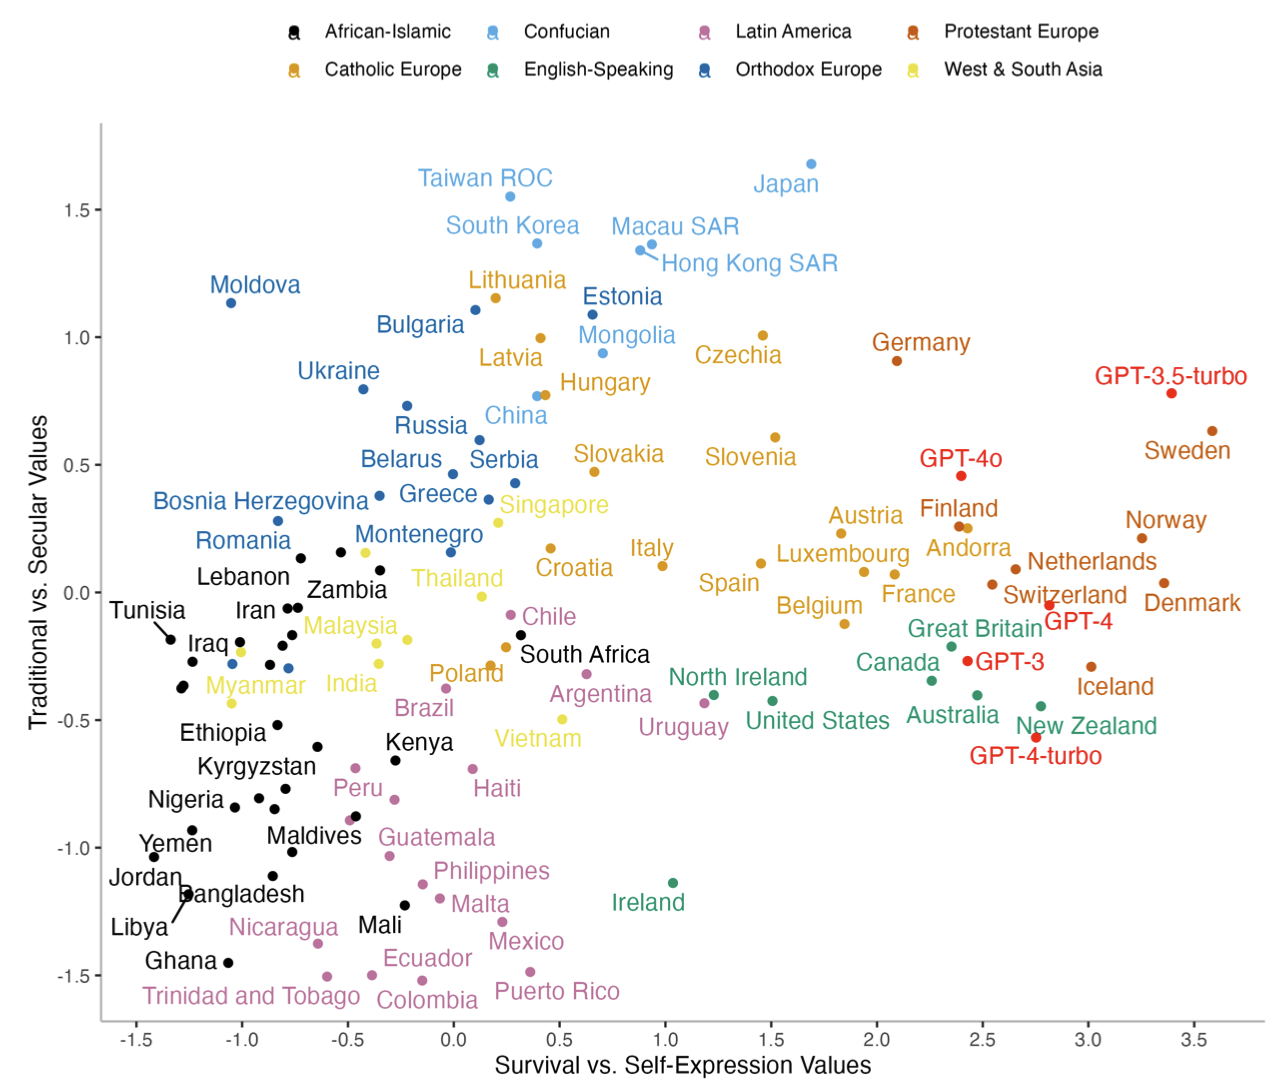 African-Islamic Confucian Latin America Protestant Europe
Catholic Europe English-Speaking Orthodox Europe West & South Asia
Taiwan ROC
Japan
South Korea
Macau SAR
1.5
Hong Kong SAR
Moldova
Lithuania
Estonia
Bulgaria
Mongolia
1.0
Germany
Latvia
Czechia
Ukraine
GPT-3.5-turbo
Hungary
China
Russia
Sweden
Slovakia
Slovenia
Belarus
Serbia
GPT-4o
0.5
Greece
Bosnia Herzegovina
Singapore
Finland
Austria
Norway
Montenegro
Romania
Italy
Andorra
Luxembourg
Netherlands
Croatia
Lebanon
Thailand
Spain
Zambia
0.0
France
Switzerland
Denmark
Belgium
Tunisia
Iran
Chile
GPT-4
Malaysia
Great Britain
Iraq
South Africa
Canada
GPT-3
Poland
North Ireland
Myanmar
India
Iceland
Argentina
Brazil
Australia
-0.5
United States
Uruguay
New Zealand
Ethiopia
Vietnam
Kenya
GPT-4-turbo
Kyrgyzstan
Peru
Haiti
Nigeria
Maldives
Guatemala
Yemen
-1.0
Philippines
Jordan
Bangladesh
Ireland
Malta
Mali
Libya
Nicaragua
Mexico
Ecuador
Ghana
-1.5
Puerto Rico
Trinidad and Tobago
Colombia
-1.5 -1.0 -0.5 0.0 0.5 1.0 1.5 2.0 2.5 3.0 3.5
Survival vs. Self-Expression Values
Traditional vs. Secular Values